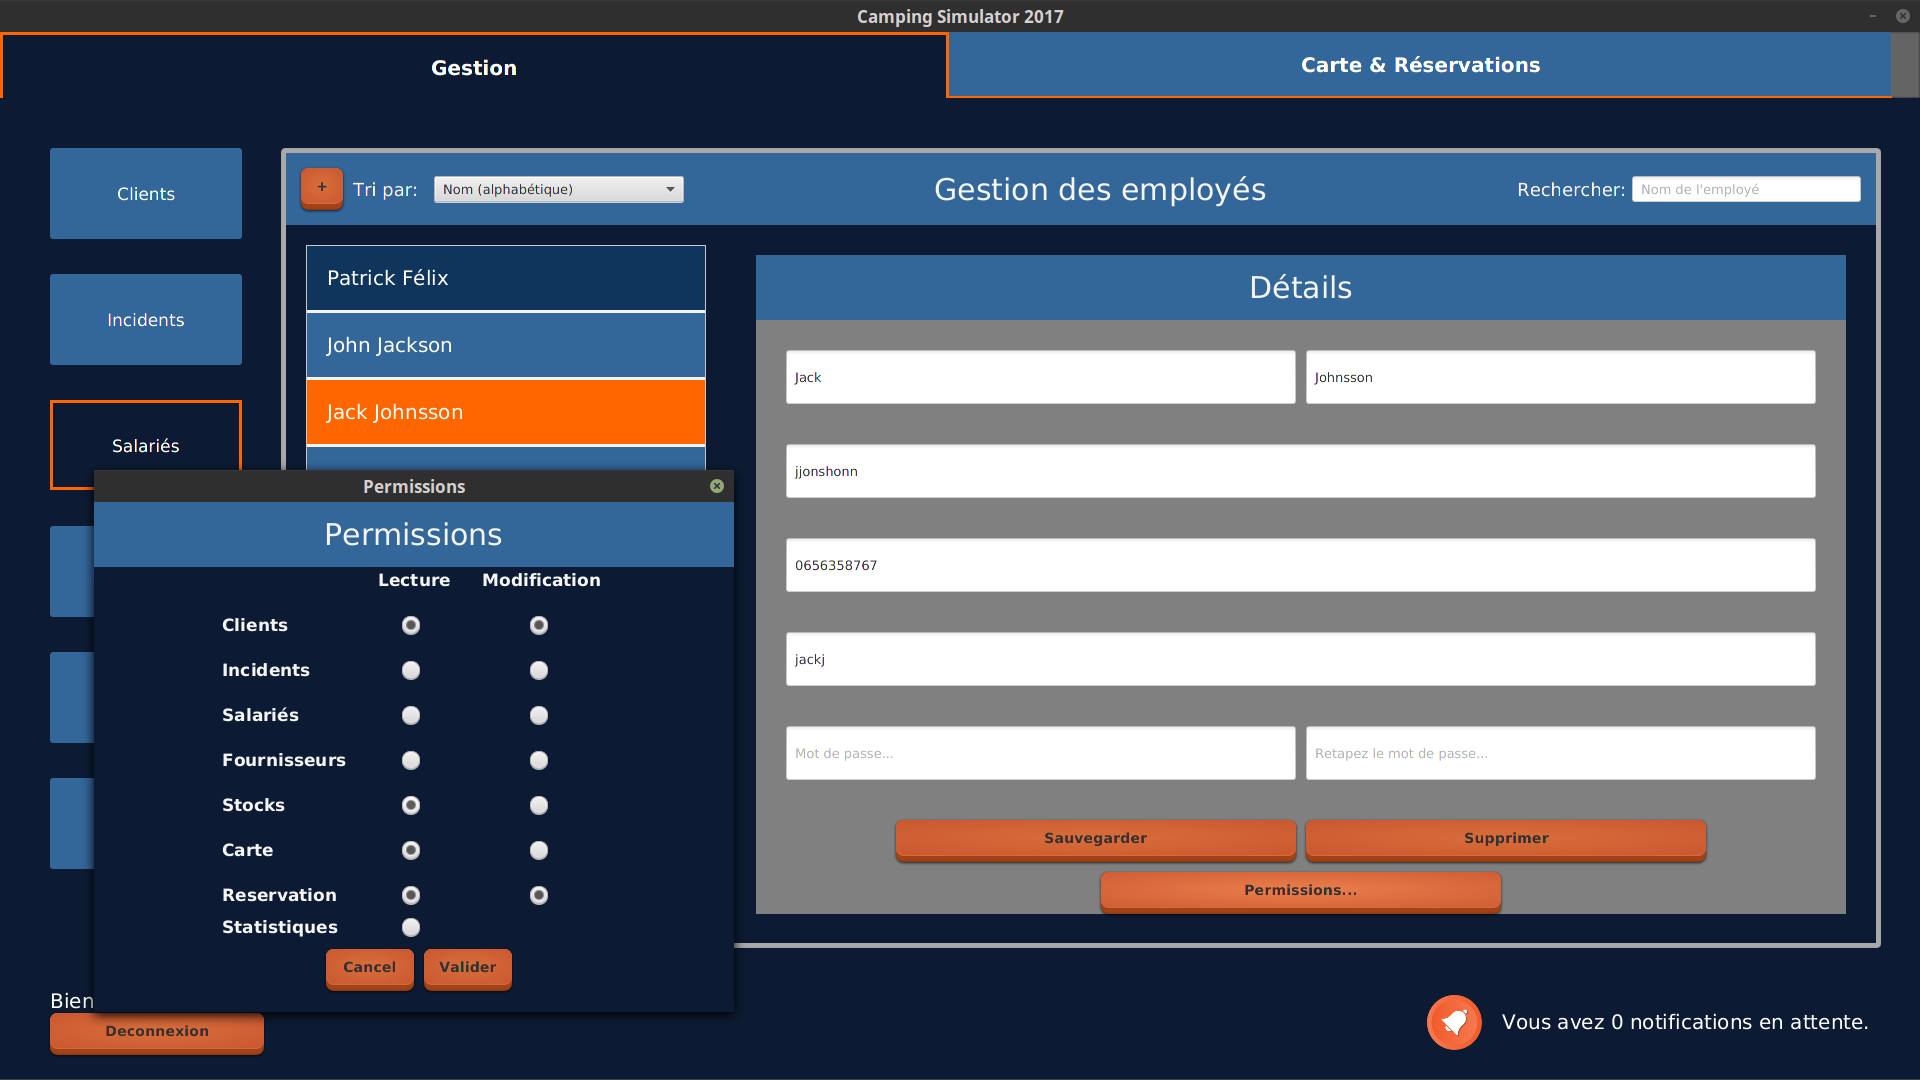 Camping Simulator 2017
Gestion
Carte & Réservations
Clients
Incidents
Salariés
+
Tri par:
Nom (alphabétique)
Gestion des employés
Rechercher:
Nom de l'employé
Patrick Félix
John Jackson
Jack Johnsson
Détails
Jack
Johnsson
jjonshonn
0656358767
jackj
Mot de passe...
Retapez le mot de passe...
Sauvegarder
Supprimer
Permissions...
Permissions
Permissions
Lecture Modification
Clients
Incidents
Salariés
Fournisseurs
Stocks
Carte
Reservation
Statistiques
Cancel
Valider
Bien
Deconnexion
Vous avez 0 notifications en attente.